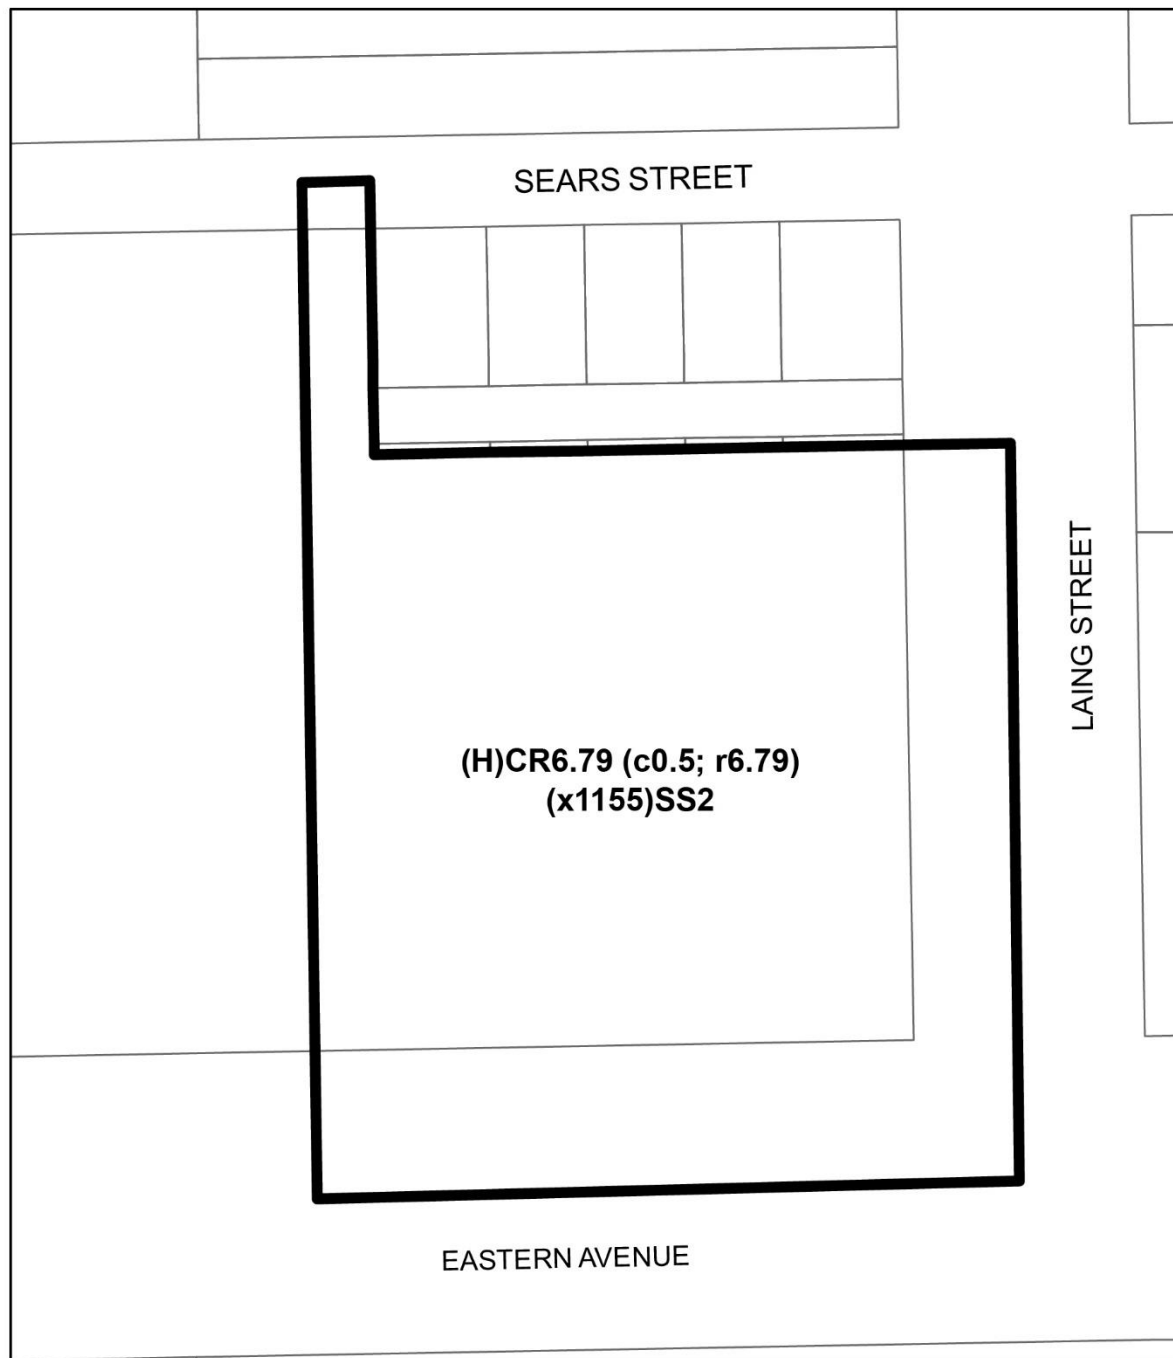 SEARS STREET
LAING STREET
(H)CR6.79 (c0.5; r6.79)
(x1155)SS2
EASTERN AVENUE